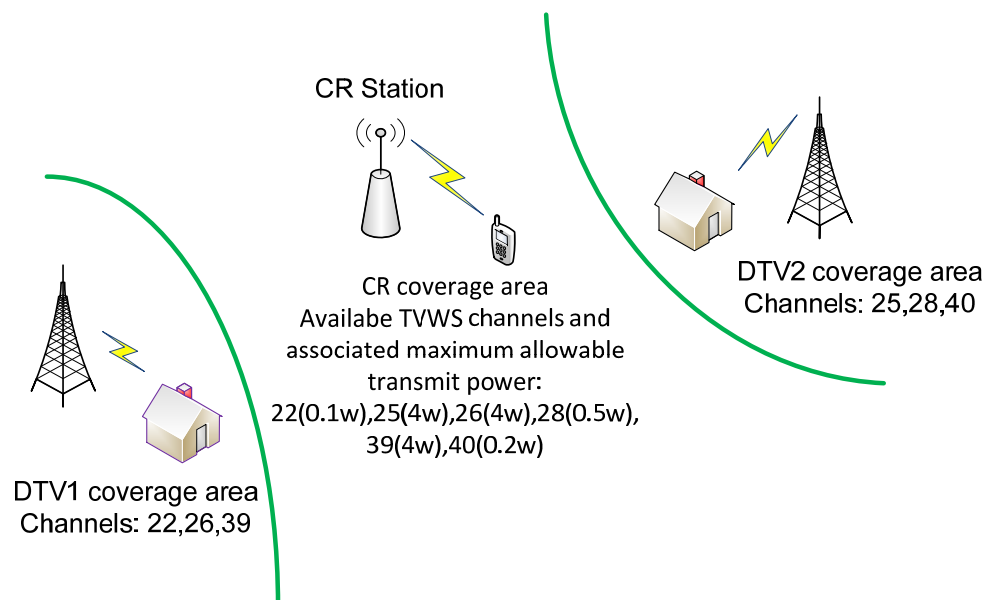 CR Station
CR coverage area
Availabe TVWS channels and
associated maximum allowable
transmit power:
22(0.1w),25(4w),26(4w),28(0.5w),
39(4w),40(0.2w)
DTV2 coverage area
Channels: 25,28,40
DTV1 coverage area
Channels: 22,26,39